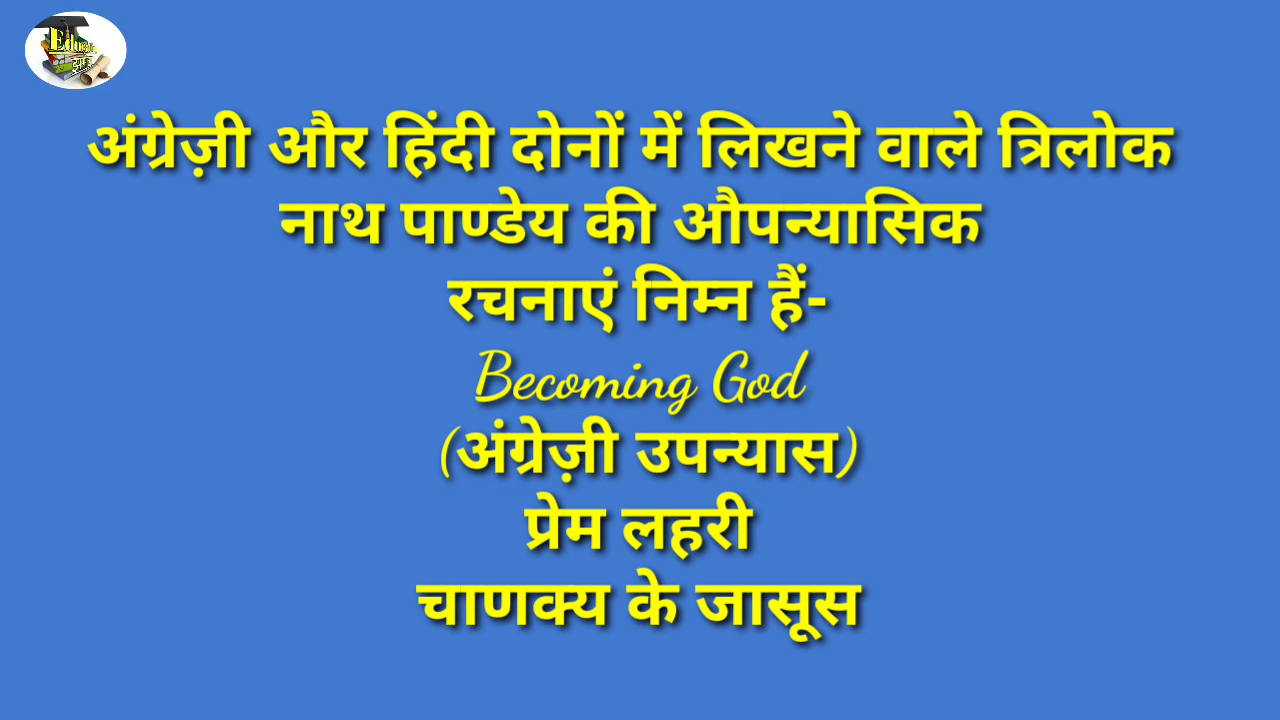 अंग्रेज़ी और हिंदी दोनों में लिखने वाले त्रिलोक
नाथ पाण्डेय की औपन्यासिक
रचनाएं निम्न हैं-
Becoming God
(अंग्रेज़ी उपन्यास)
प्रेम लहरी
चाणक्य के जासूस